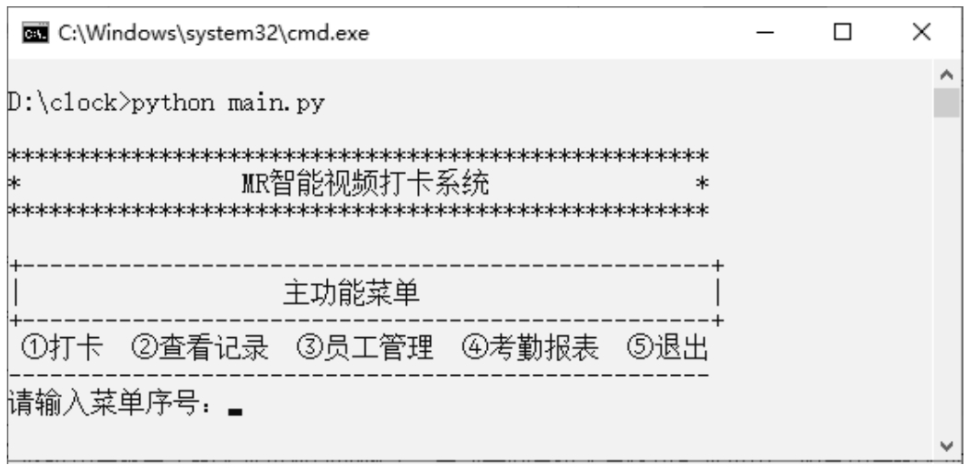 C:\Windows\system32\cmd.exe
D:\clock>python main.py
***************************************************
* MR智能视频打卡系统 *
***************************************************
+--------------------------------------------------+
| 主功能菜单 |
+--------------------------------------------------+
①打卡 ②查看记录 ③员工管理 ④考勤报表 ⑤退出
---------------------------------------------------
请输入菜单序号：